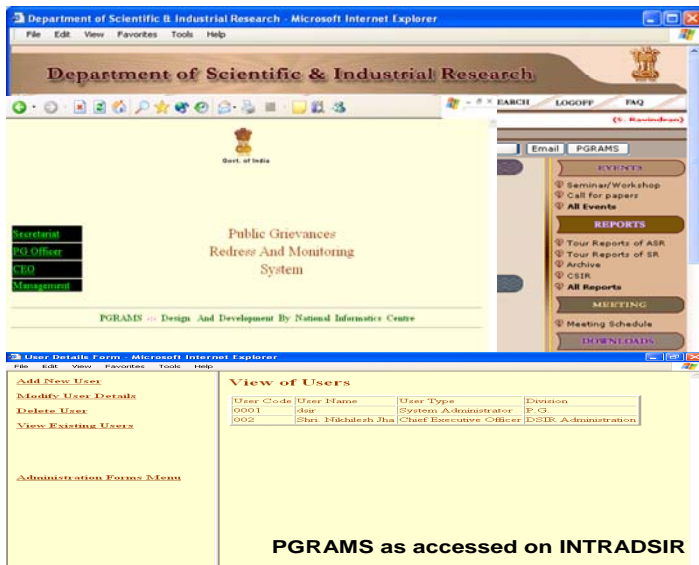 Department of Scientific & Industrial Research - Microsoft Internet Explorer
File Edit View Favorites Tools Help
Department of Scientific & Industrial Research
EARCH LOGOFF FAQ
(S. Ravindran)
Email PGRAMS
Govt. of India
Secretariat
PG Officer
CEO
Management
Public Grievances
Redress And Monitoring
System
PGRAMS -:- Design And Development By National Informatics Centre
EVENTS
Seminar/Workshop
Call for papers
All Events
REPORTS
Tour Reports of ASR
Tour Reports of SR
Archive
CSIR
All Reports
MEETING
Meeting Schedule
DOWNLOADS
User Details Form - Microsoft Internet Explorer
File Edit View Favorites Tools Help
Add New User
Modify User Details
Delete User
View Existing Users
Administration Forms Menu
View of Users
User Code User Name User Type Division
0001 dsir System Administrator P.G.
002 Shri. Nikhilesh Jha Chief Executive Officer DSIR Administration
PGRAMS as accessed on INTRADSIR